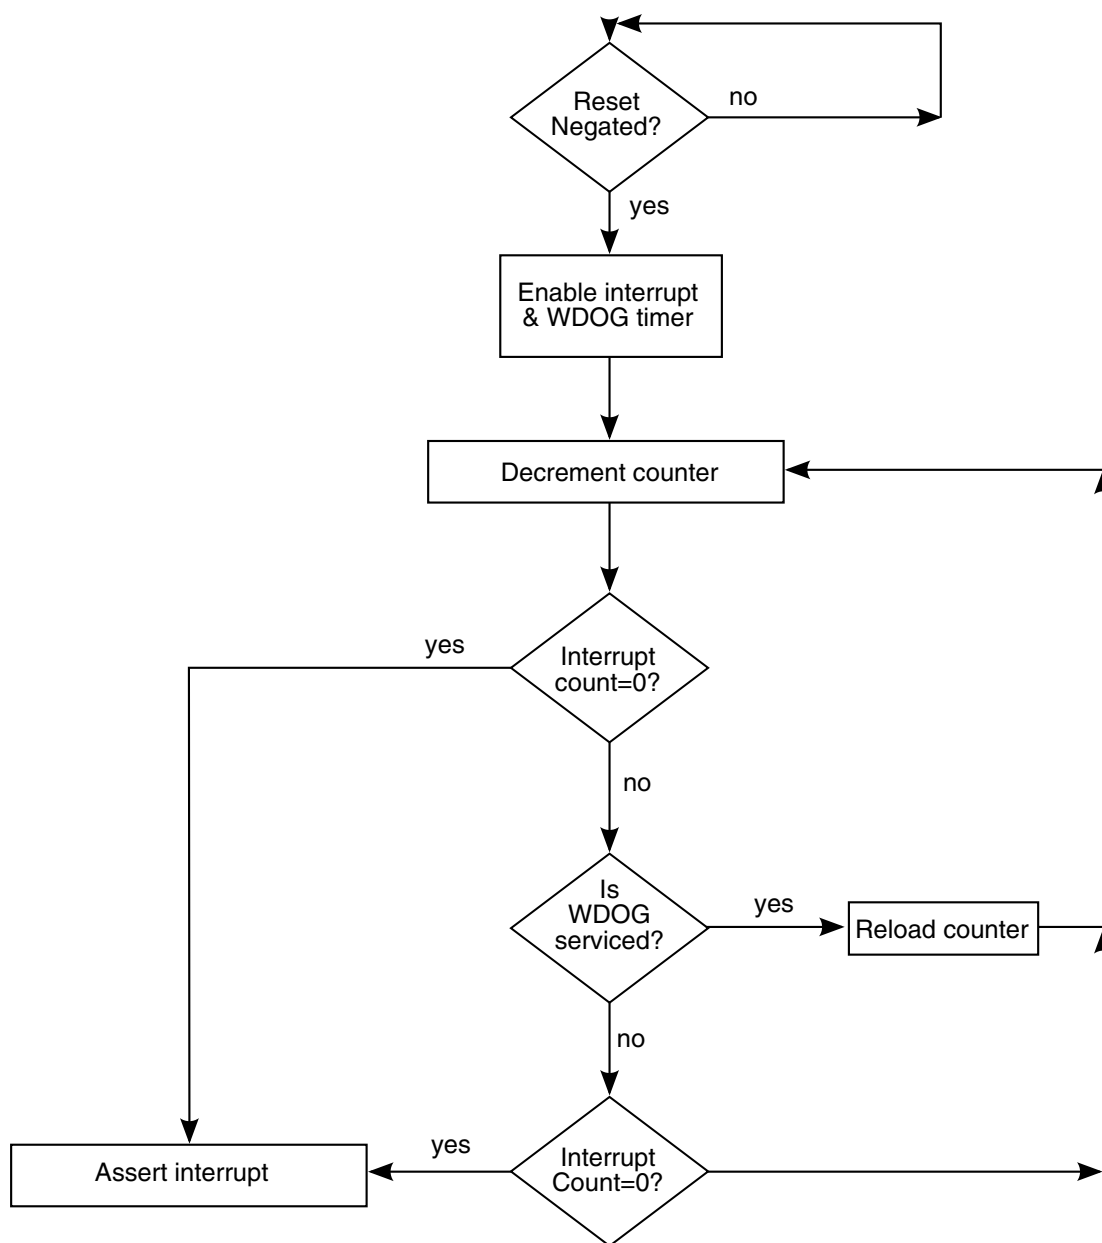 Reset
Negated?
no
yes
Enable interrupt
& WDOG timer
Decrement counter
yes
Interrupt
count=0?
no
Is
WDOG
serviced?
yes
Reload counter
no
Assert interrupt
yes
Interrupt
Count=0?